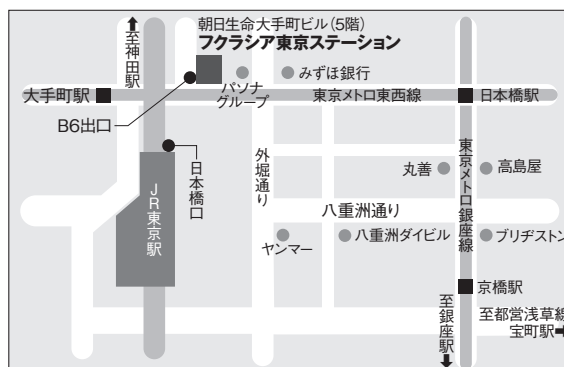 朝日生命大手町ビル(5階)
フクラシア東京ステーション
至神田駅
パソナ
グループ
みずほ銀行
大手町駅
東京メトロ東西線
日本橋駅
B6出口
日本橋口
外堀通り
丸善
東京メトロ銀座線
高島屋
JR東京駅
八重洲通り
ヤンマー
八重洲ダイビル
ブリヂストン
京橋駅
至銀座駅
至都営浅草線
宝町駅